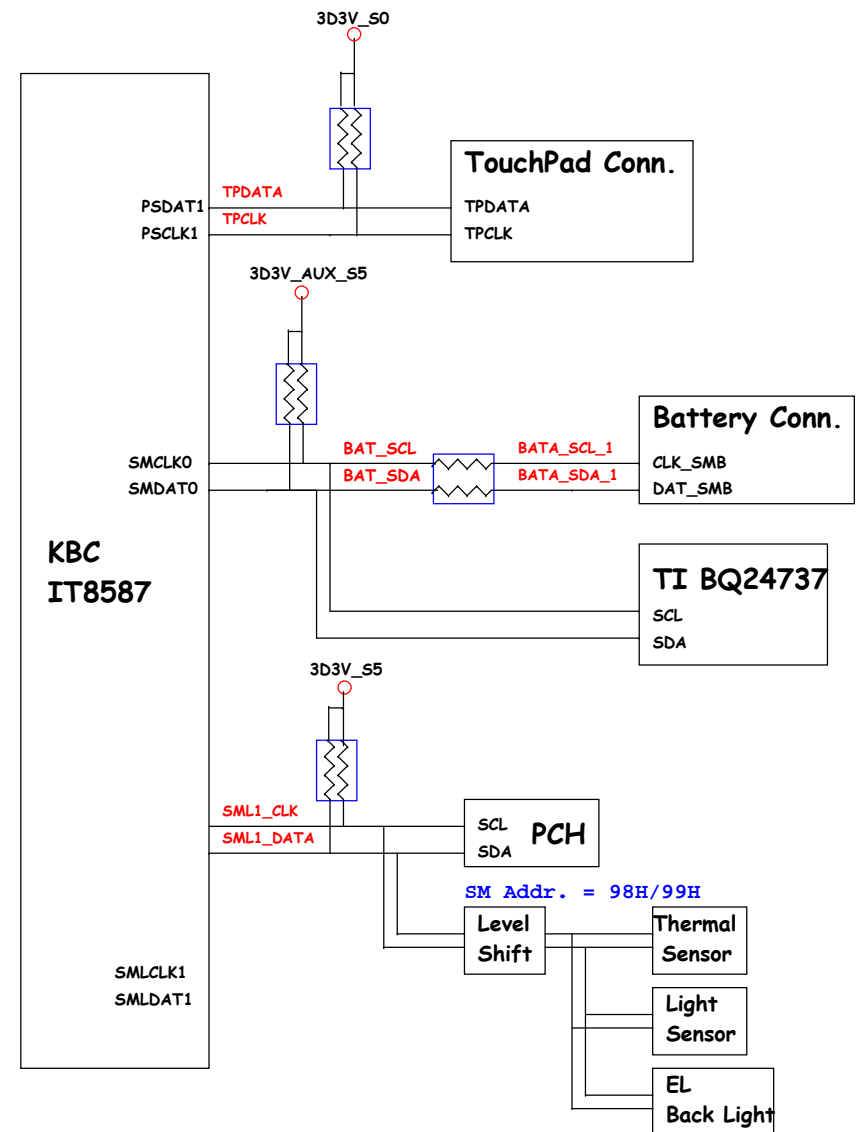 3D3V_S0
TouchPad Conn.
TPDATA
PSDAT1
TPDATA
TPCLK
PSCLK1
TPCLK
3D3V_AUX_S5
Battery Conn.
BAT_SCL
BATA_SCL_1
SMCLK0
CLK_SMB
BAT_SDA
BATA_SDA_1
SMDAT0
DAT_SMB
KBC
IT8587
TI BQ24737
SCL
SDA
3D3V_S5
SML1_CLK
SCL
PCH
SML1_DATA
SDA
SM Addr. = 98H/99H
Level
Shift
Thermal
Sensor
SMLCLK1
SMLDAT1
Light
Sensor
EL
Back Light